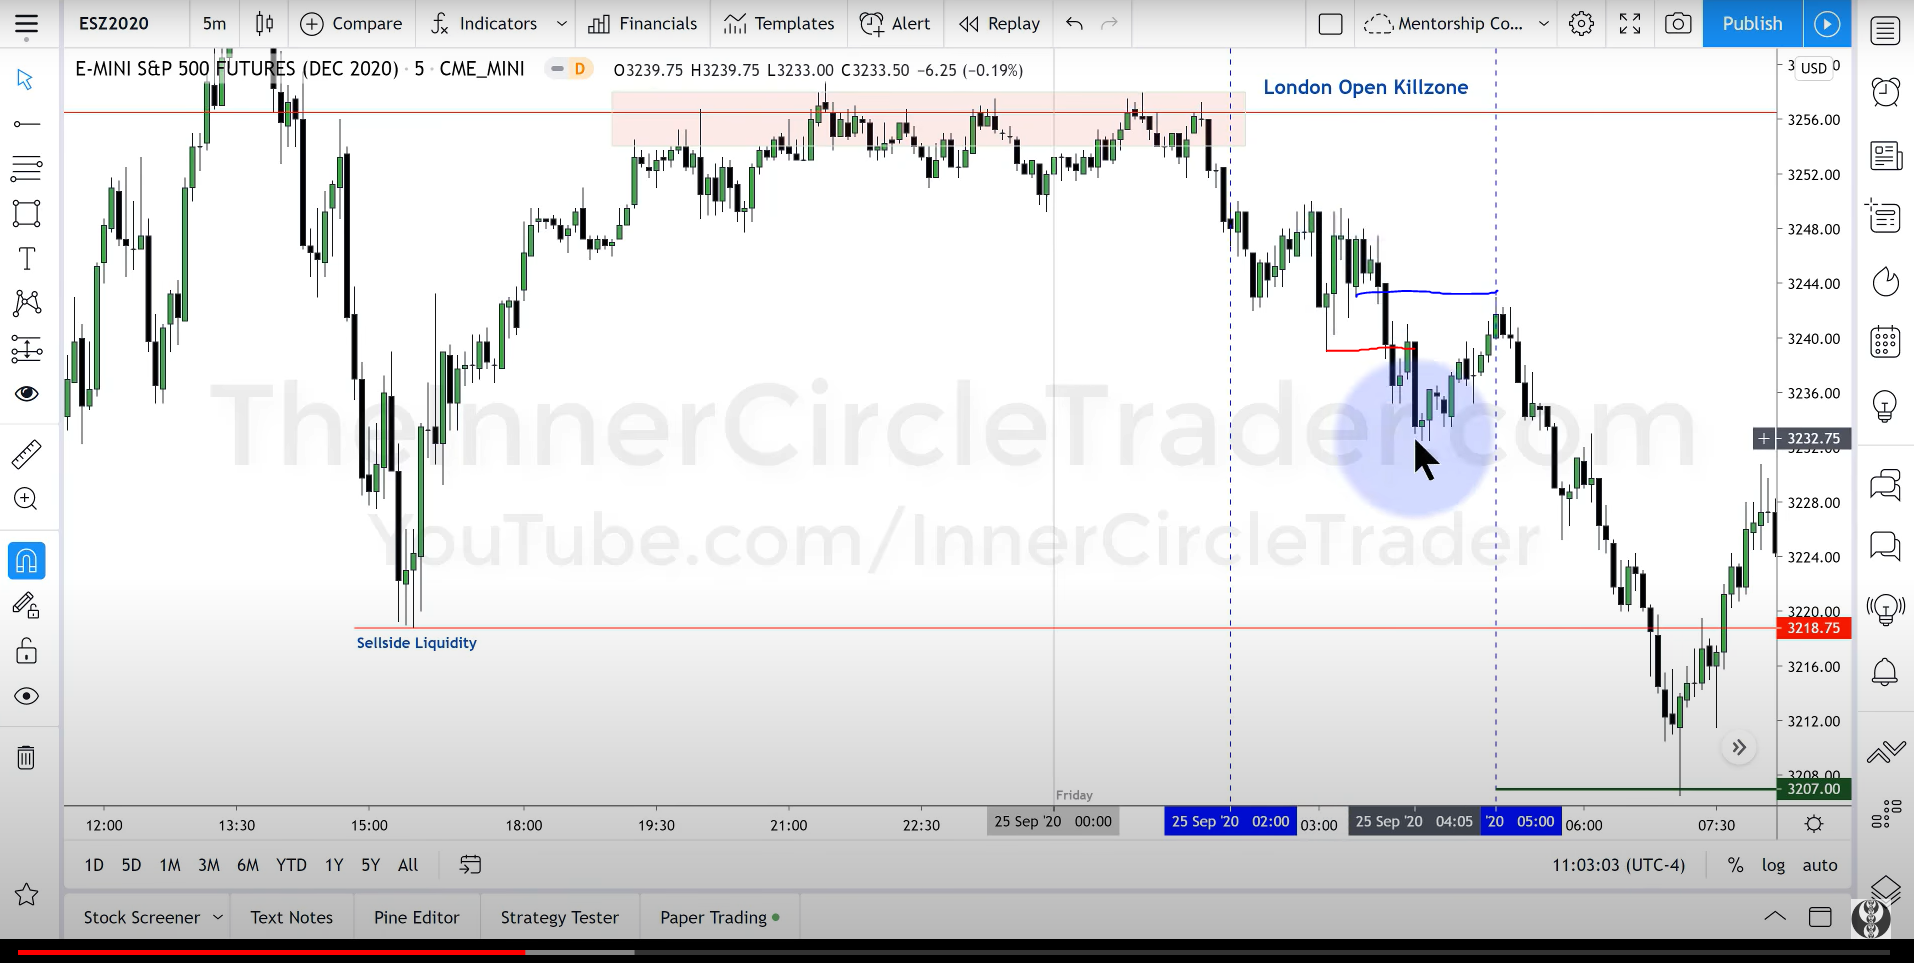 ESZ2020 5m Compare Indicators Financials Templates Alert Replay Mentorship Co... Publish
E-MINI S&P 500 FUTURES (DEC 2020) · 5 · CME_MINI D O3239.75 H3239.75 L3233.00 C3233.50 −6.25 (−0.19%)
USD
London Open Killzone
3256.00
3252.00
3248.00
3244.00
3240.00
3236.00
TheInnerCircleTrader.com
3232.75
3232.00
3228.00
YouTube.com/InnerCircleTrader
3224.00
3220.00
3218.75
Sellside Liquidity
3216.00
3212.00
3208.00
3207.00
Friday
12:00 13:30 15:00 18:00 19:30 21:00 22:30 25 Sep '20 00:00 25 Sep '20 02:00 03:00 25 Sep '20 04:05 '20 05:00 06:00 07:30
1D 5D 1M 3M 6M YTD 1Y 5Y All 11:03:03 (UTC-4) % log auto
Stock Screener Text Notes Pine Editor Strategy Tester Paper Trading